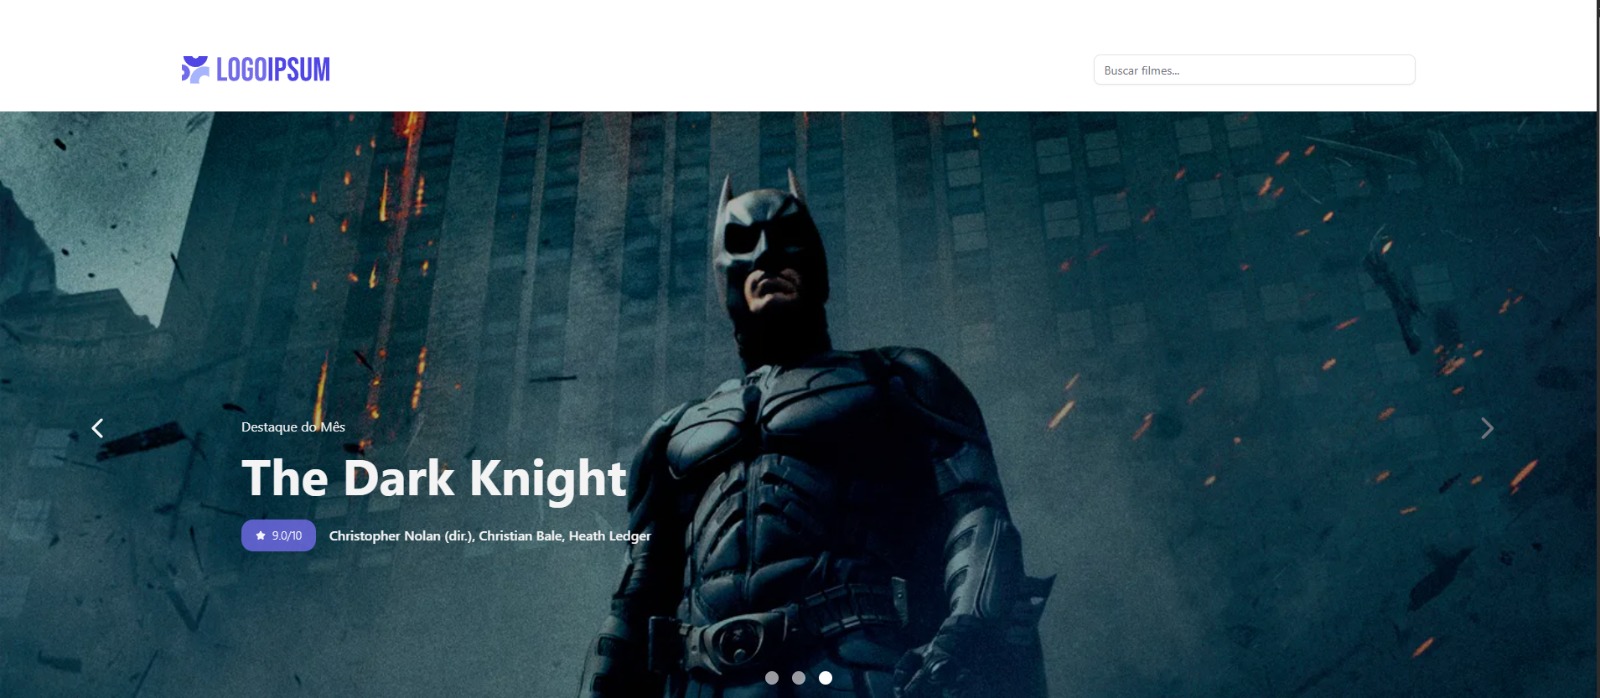 LOGOIPSUM
Buscar filmes...
Destaque do Mês
The Dark Knight
9.0/10 Christopher Nolan (dir.), Christian Bale, Heath Ledger